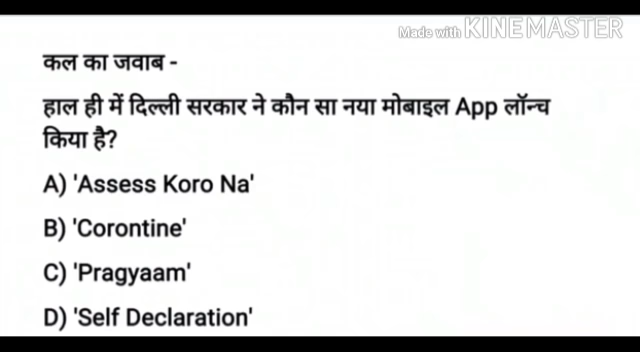 Made with KINEMASTER
कल का जवाब -
हाल ही में दिल्ली सरकार ने कौन सा नया मोबाइल App लॉन्च
किया है?
A) 'Assess Koro Na'
B) 'Corontine'
C) 'Pragyaam'
D) 'Self Declaration'